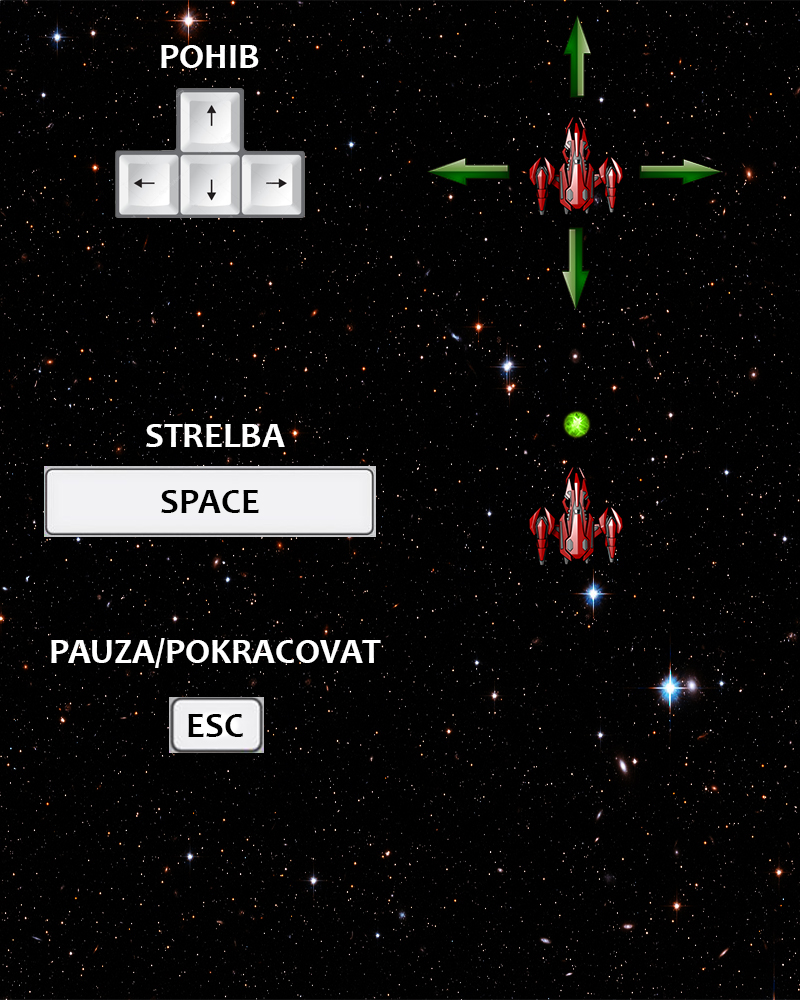 POHIB
↑
← ↓ →
STRELBA
SPACE
PAUZA/POKRACOVAT
ESC